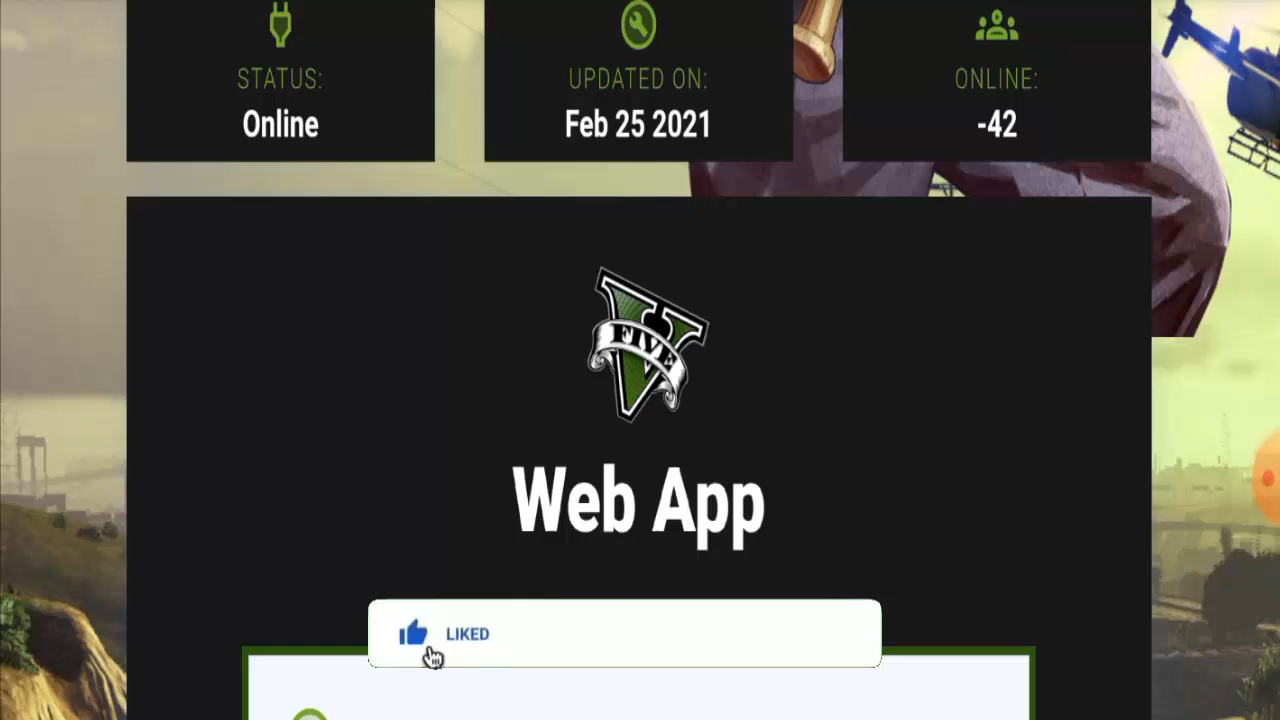 STATUS:
Online
UPDATED ON:
Feb 25 2021
ONLINE:
-42
FIVE
Web App
LIKED